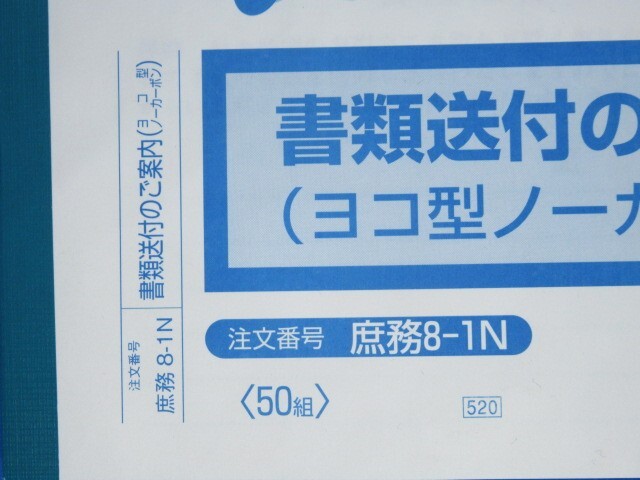 書類送付の
(ヨコ型ノーカ
注文番号 庶務8-1N
〈50組〉
520
書類送付のご案内(ヨコ型ノーカーボン)
注文番号
庶務 8-1N